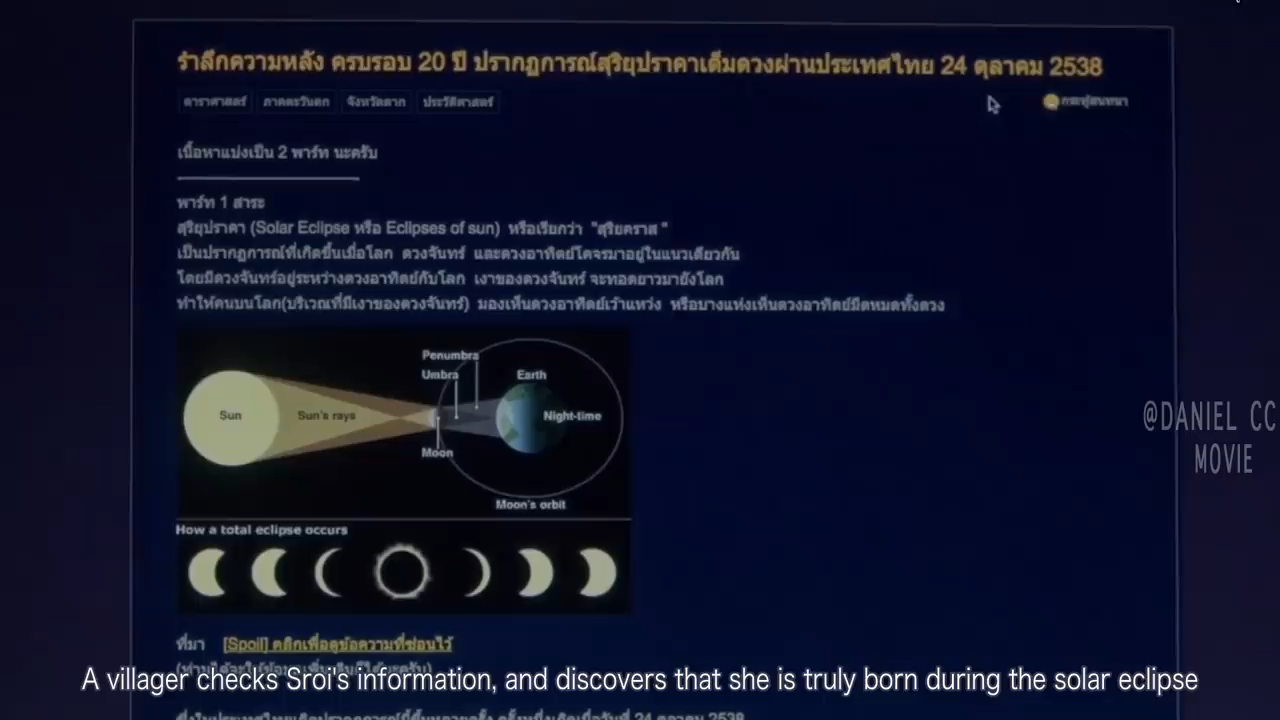 รำลึกความหลัง ครบรอบ 20 ปี ปรากฏการณ์สุริยุปราคาเต็มดวงผ่านประเทศไทย 24 ตุลาคม 2538
ดาราศาสตร์ ภาคตะวันตก จังหวัดตาก ประวัติศาสตร์ กระทู้สนทนา
เนื้อหาแบ่งเป็น 2 พาร์ท นะครับ
พาร์ท 1 สาระ
สุริยุปราคา (Solar Eclipse หรือ Eclipses of sun) หรือเรียกว่า "สุริยคราส"
เป็นปรากฏการณ์ที่เกิดขึ้นเมื่อโลก ดวงจันทร์ และดวงอาทิตย์โคจรมาอยู่ในแนวเดียวกัน
โดยมีดวงจันทร์อยู่ระหว่างดวงอาทิตย์กับโลก เงาของดวงจันทร์ จะทอดยาวมายังโลก
ทำให้คนบนโลก(บริเวณที่มีเงาของดวงจันทร์) มองเห็นดวงอาทิตย์เว้าแหว่ง หรือบางแห่งเห็นดวงอาทิตย์มืดหมดทั้งดวง
Penumbra
Umbra
Earth
Sun
Sun's rays
Night-time
Moon
Moon's orbit
How a total eclipse occurs
@DANIEL CC
MOVIE
ที่มา [Spoil] คลิกเพื่อดูข้อความที่ซ่อนไว้
A villager checks Sroi's information, and discovers that she is truly born during the solar eclipse
24 ตุลาคม 2538